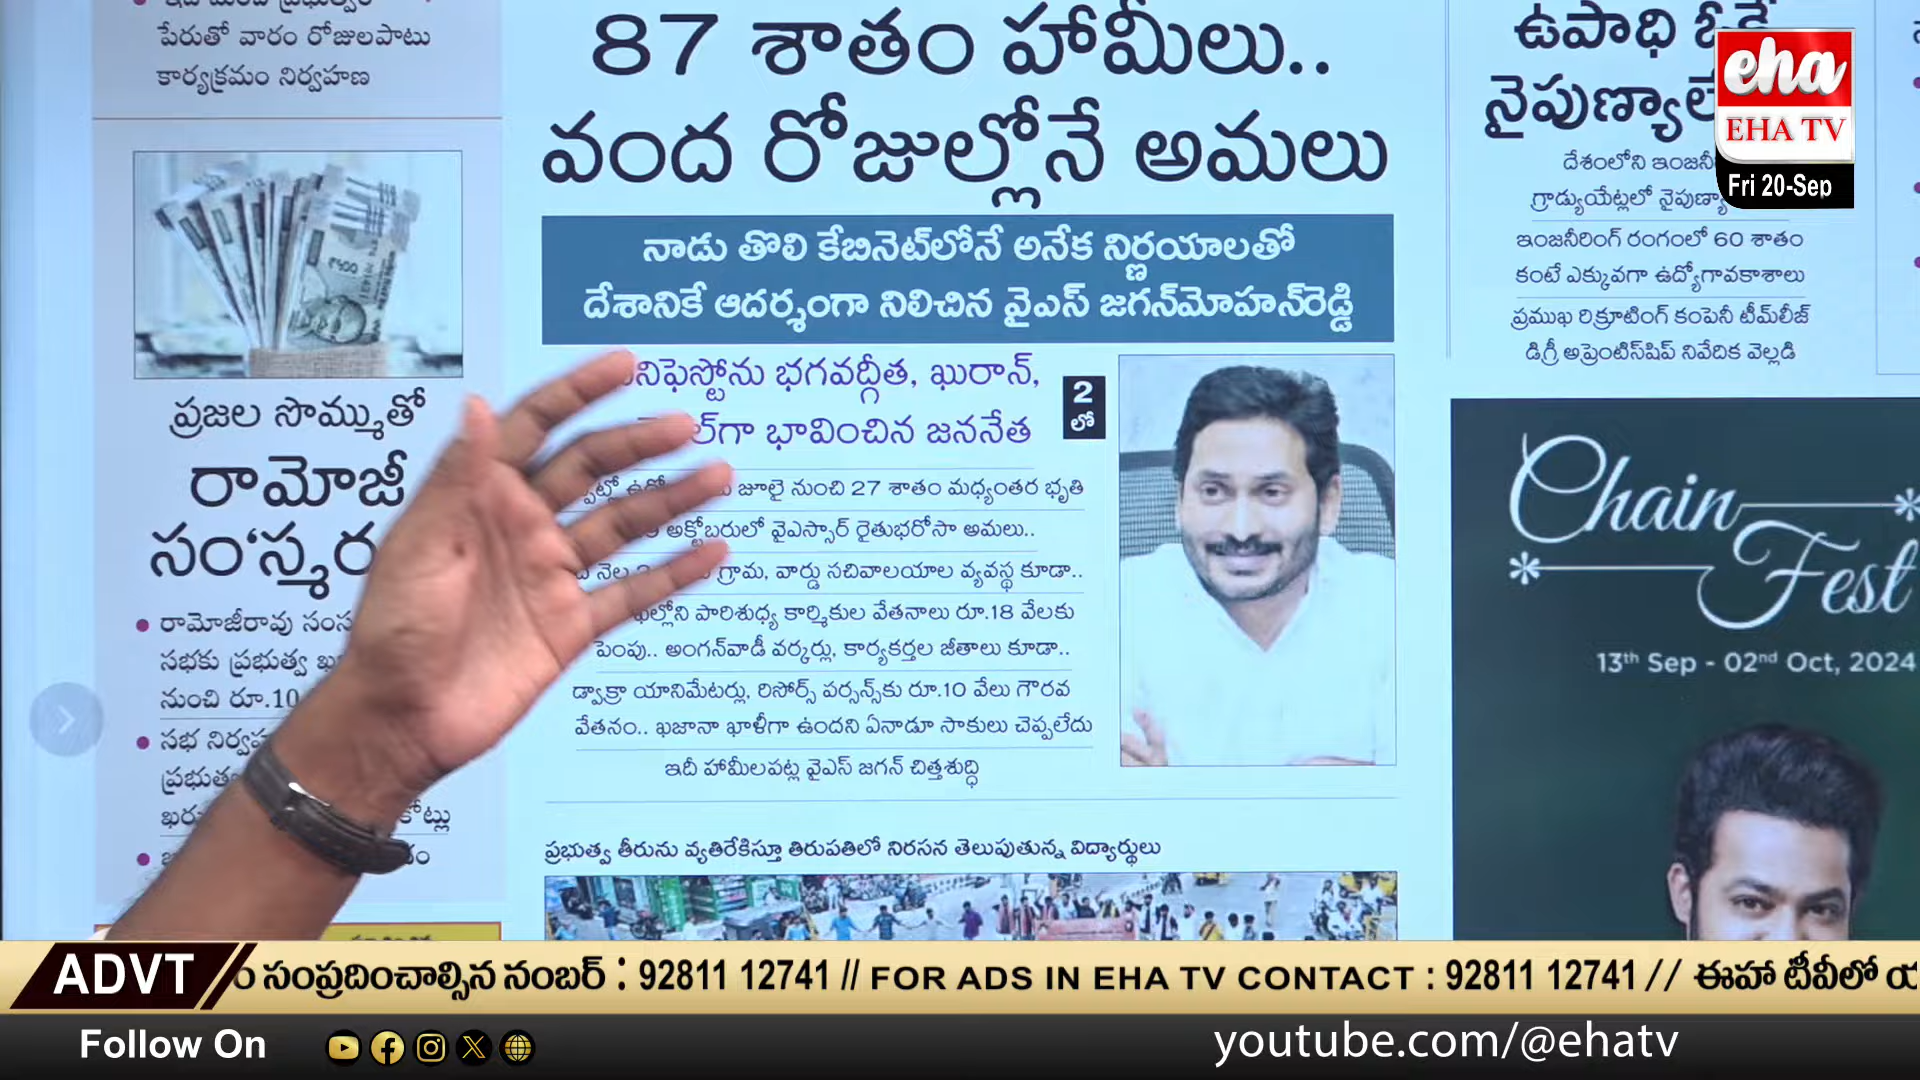 పేరుతో వారం రోజులపాటు
కార్యక్రమం నిర్వహణ
ప్రజల సొమ్ముతో
రామోజీ
రామోజీరావు
సభకు ప్రభుత్వ
నుంచి రూ.10
సభ
87 శాతం హామీలు..
వంద రోజుల్లోనే అమలు
నాడు తొలి కేబినెట్‌లోనే అనేక నిర్ణయాలతో
దేశానికే ఆదర్శంగా నిలిచిన వైఎస్ జగన్‌మోహన్‌రెడ్డి
భగవద్గీత, ఖురాన్,
భావించిన జననేత
2
లో
జూలై నుంచి 27 శాతం మధ్యంతర భృతి
అక్టోబరులో వైఎస్సార్ రైతుభరోసా అమలు..
గ్రామ, వార్డు సచివాలయాల వ్యవస్థ కూడా..
పారిశుధ్య కార్మికుల వేతనాలు రూ.18 వేలకు
పెంపు.. అంగన్‌వాడీ వర్కర్లు, కార్యకర్తల జీతాలు కూడా..
డ్వాక్రా యానిమేటర్లు, రిసోర్స్ పర్సన్స్‌కు రూ.10 వేలు గౌరవ
వేతనం.. ఖజానా ఖాళీగా ఉందని ఏనాడూ సాకులు చెప్పలేదు
ఇదీ హామీలపట్ల వైఎస్ జగన్ చిత్తశుద్ధి
ప్రభుత్వ తీరును వ్యతిరేకిస్తూ తిరుపతిలో నిరసన తెలుపుతున్న విద్యార్థులు
ఉపాధి
దేశంలోని
గ్రాడ్యుయేట్లలో
ఇంజనీరింగ్ రంగంలో 60 శాతం
కంటే ఎక్కువగా ఉద్యోగావకాశాలు
ప్రముఖ రిక్రూటింగ్ కంపెనీ టీమ్‌లీజ్
డిగ్రీ అప్రెంటిస్‌షిప్ నివేదిక వెల్లడి
eha
EHA TV
Fri 20-Sep
Chain
Fest
13th Sep - 02nd Oct, 2024
ADVT
సంప్రదించాల్సిన నంబర్ : 92811 12741 // FOR ADS IN EHA TV CONTACT : 92811 12741 // ఈహా టీవీలో
Follow On
youtube.com/@ehatv